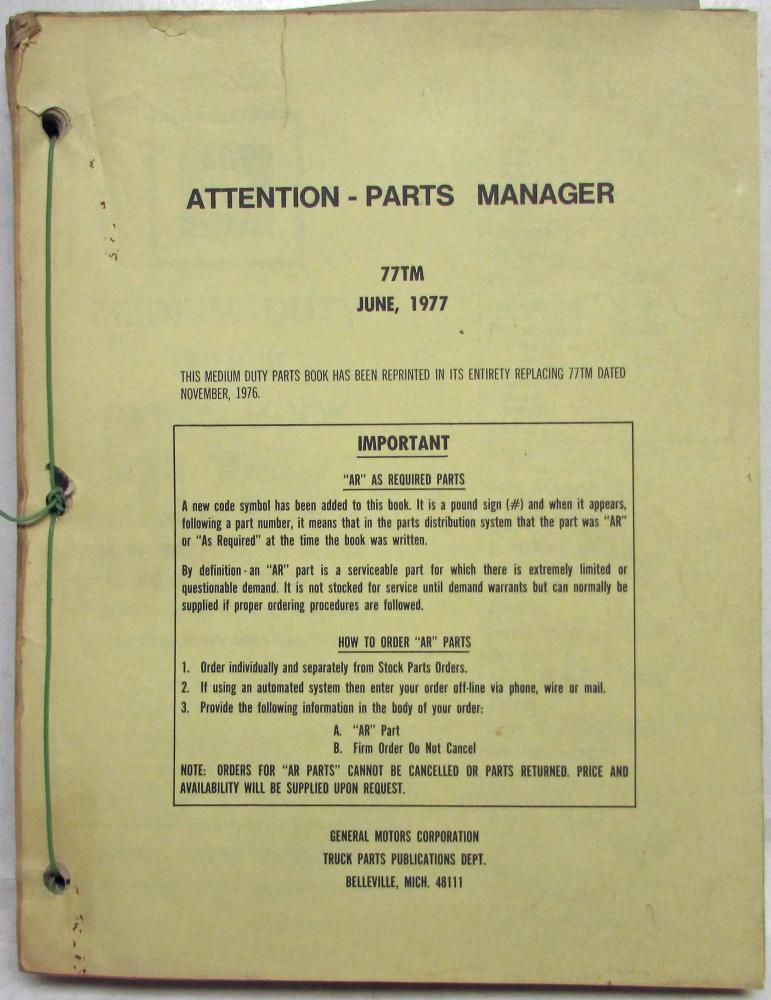 ATTENTION - PARTS MANAGER
77TM
JUNE, 1977
THIS MEDIUM DUTY PARTS BOOK HAS BEEN REPRINTED IN ITS ENTIRETY REPLACING 77TM DATED
NOVEMBER, 1976.
IMPORTANT
"AR" AS REQUIRED PARTS
A new code symbol has been added to this book. It is a pound sign (#) and when it appears,
following a part number, it means that in the parts distribution system that the part was "AR"
or "As Required" at the time the book was written.
By definition - an "AR" part is a serviceable part for which there is extremely limited or
questionable demand. It is not stocked for service until demand warrants but can normally be
supplied if proper ordering procedures are followed.
HOW TO ORDER "AR" PARTS
1. Order individually and separately from Stock Parts Orders.
2. If using an automated system then enter your order off-line via phone, wire or mail.
3. Provide the following information in the body of your order:
A. "AR" Part
B. Firm Order Do Not Cancel
NOTE: ORDERS FOR "AR PARTS" CANNOT BE CANCELLED OR PARTS RETURNED. PRICE AND
AVAILABILITY WILL BE SUPPLIED UPON REQUEST.
GENERAL MOTORS CORPORATION
TRUCK PARTS PUBLICATIONS DEPT.
BELLEVILLE, MICH. 48111